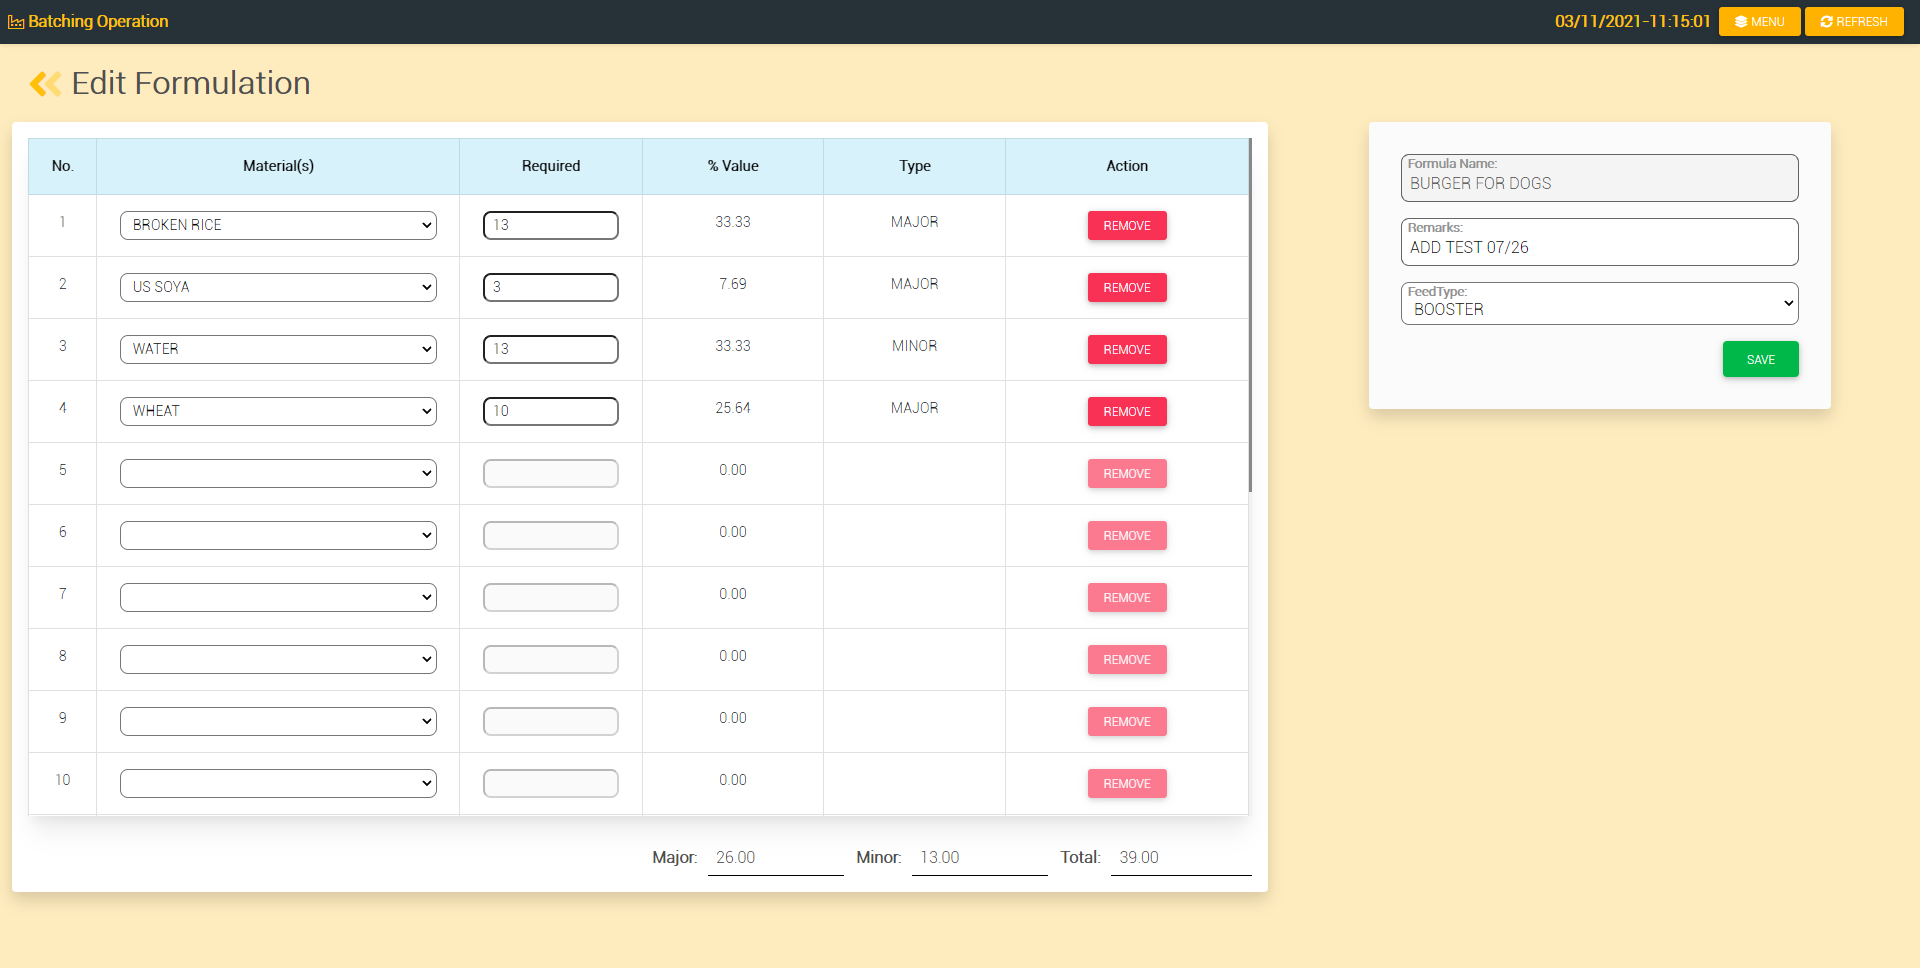 Batching Operation 03/11/2021-11:15:01 MENU REFRESH
Edit Formulation
No. Material(s) Required % Value Type Action
1 BROKEN RICE 13 33.33 MAJOR REMOVE
2 US SOYA 3 7.69 MAJOR REMOVE
3 WATER 13 33.33 MINOR REMOVE
4 WHEAT 10 25.64 MAJOR REMOVE
5 0.00 REMOVE
6 0.00 REMOVE
7 0.00 REMOVE
8 0.00 REMOVE
9 0.00 REMOVE
10 0.00 REMOVE
Major: 26.00 Minor: 13.00 Total: 39.00
Formula Name:
BURGER FOR DOGS
Remarks:
ADD TEST 07/26
FeedType:
BOOSTER
SAVE